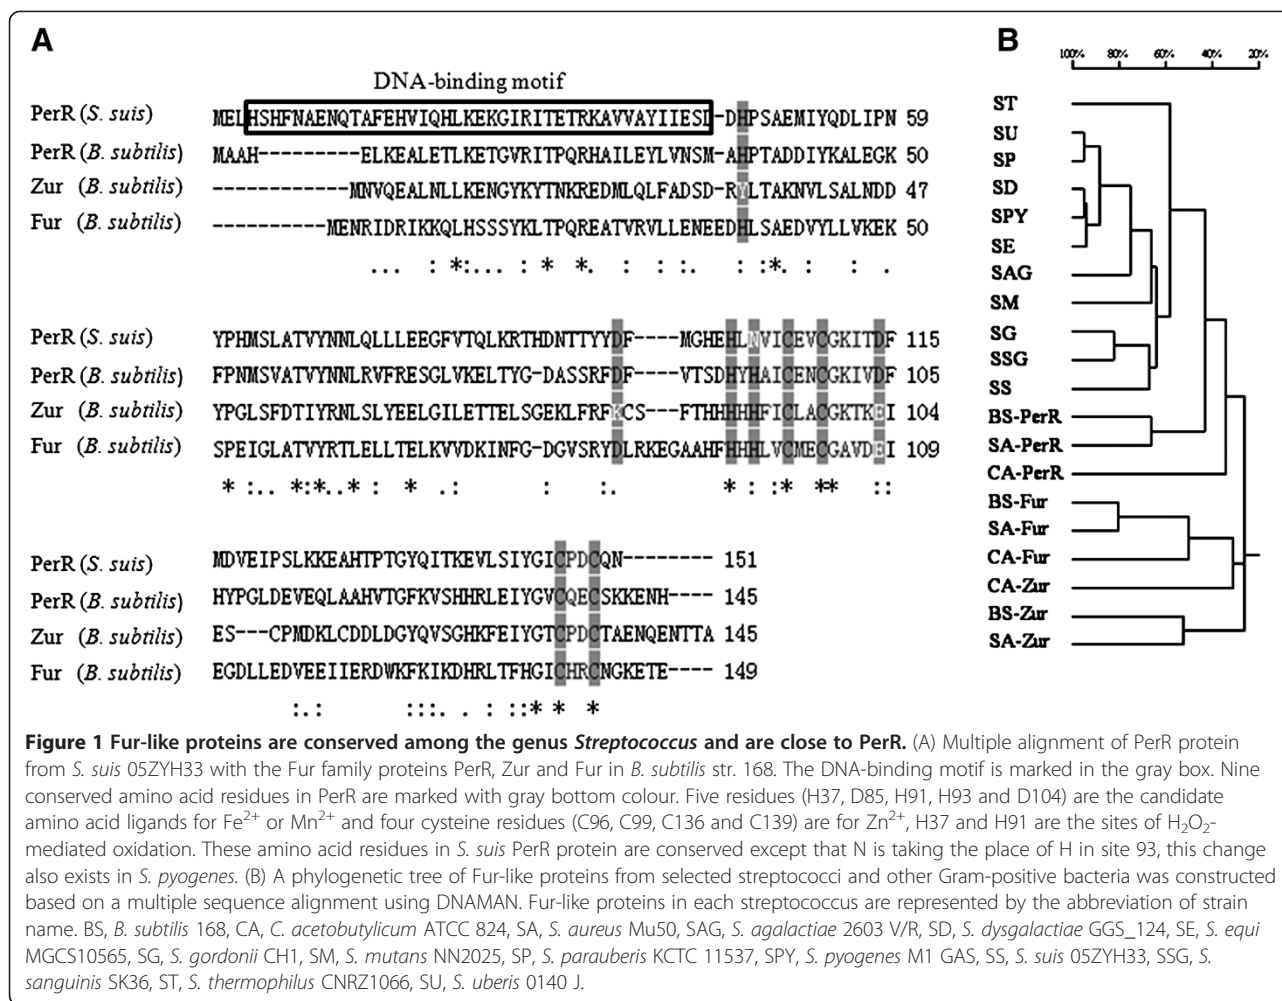 A
DNA-binding motif
PerR (S. suis) MELHSHFNAENQTAFEHVIQHLKEKGIRITETRKAVVAYIIESI-DHPSAEMIYQDLIPN 59
PerR (B. subtilis) MAAH---------ELKEALETLKETGVRITPQRHAILEYLVNSM-AHPTADDIYKALEGK 50
Zur (B. subtilis) ------------MNVQEALNLLKENGYKYTNKREDMLQLFADSD-RYLTAKNVLSALNDD 47
Fur (B. subtilis) ----------MENRIDRIKKQLHSSSYKLTPQREATVRVLLENEEDHLSAEDVYLLVKEK 50
... : *:... : * *. : : :. : :*. : : .
PerR (S. suis) YPHMSLATVYNNLQLLLEEGFVTQLKRTHDNTTYYDF----MGHEHLNVICEVCGKITDF 115
PerR (B. subtilis) FPNMSVATVYNNLRVFRESGLVKELTYG-DASSRFDF----VTSDHYHAICENCGKIVDF 105
Zur (B. subtilis) YPGLSFDTIYRNLSLYEELGILETTELSGEKLFRFKCS---FTHHHHHFICLACGKTKEI 104
Fur (B. subtilis) SPEIGLATVYRTLELLTELKVVDKINFG-DGVSRYDLRKEGAAHFHHHLVCMECGAVDEI 109
* :.. *:*..* : * .: : :. * : :* ** ::
PerR (S. suis) MDVEIPSLKKEAHTPTGYQITKEVLSIYGICPDCQN-------- 151
PerR (B. subtilis) HYPGLDEVEQLAAHVTGFKVSHHRLEIYGVCQECSKKENH---- 145
Zur (B. subtilis) ES---CPMDKLCDDLDGYQVSGHKFEIYGTCPDCTAENQENTTA 145
Fur (B. subtilis) EGDLLEDVEEIIERDWKFKIKDHRLTFHGICHRCNGKETE---- 149
:.: :::. . : ::* * *
B
100% 80% 60% 40% 20%
ST
SU
SP
SD
SPY
SE
SAG
SM
SG
SSG
SS
BS-PerR
SA-PerR
CA-PerR
BS-Fur
SA-Fur
CA-Fur
CA-Zur
BS-Zur
SA-Zur
Figure 1 Fur-like proteins are conserved among the genus Streptococcus and are close to PerR. (A) Multiple alignment of PerR protein
from S. suis 05ZYH33 with the Fur family proteins PerR, Zur and Fur in B. subtilis str. 168. The DNA-binding motif is marked in the gray box. Nine
conserved amino acid residues in PerR are marked with gray bottom colour. Five residues (H37, D85, H91, H93 and D104) are the candidate
amino acid ligands for Fe²⁺ or Mn²⁺ and four cysteine residues (C96, C99, C136 and C139) are for Zn²⁺, H37 and H91 are the sites of H₂O₂-
mediated oxidation. These amino acid residues in S. suis PerR protein are conserved except that N is taking the place of H in site 93, this change
also exists in S. pyogenes. (B) A phylogenetic tree of Fur-like proteins from selected streptococci and other Gram-positive bacteria was constructed
based on a multiple sequence alignment using DNAMAN. Fur-like proteins in each streptococcus are represented by the abbreviation of strain
name. BS, B. subtilis 168, CA, C. acetobutylicum ATCC 824, SA, S. aureus Mu50, SAG, S. agalactiae 2603 V/R, SD, S. dysgalactiae GGS_124, SE, S. equi
MGCS10565, SG, S. gordonii CH1, SM, S. mutans NN2025, SP, S. parauberis KCTC 11537, SPY, S. pyogenes M1 GAS, SS, S. suis 05ZYH33, SSG, S.
sanguinis SK36, ST, S. thermophilus CNRZ1066, SU, S. uberis 0140 J.